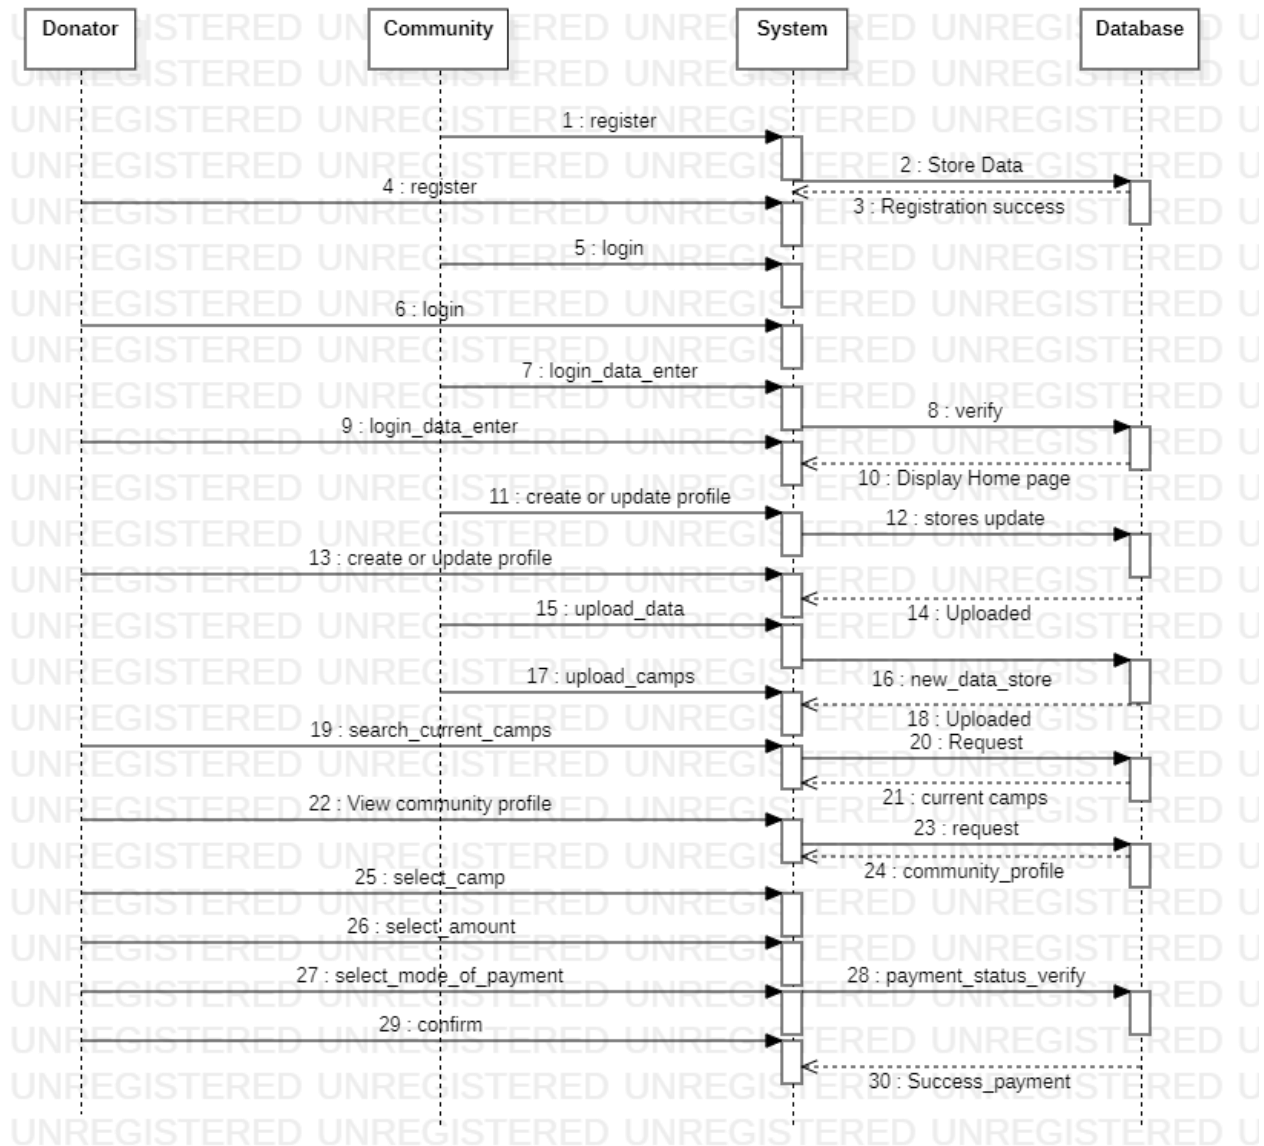 Donator
Community
System
Database
1 : register
2 : Store Data
4 : register
3 : Registration success
5 : login
6 : login
7 : login_data_enter
8 : verify
9 : login_data_enter
10 : Display Home page
11 : create or update profile
12 : stores update
13 : create or update profile
14 : Uploaded
15 : upload_data
16 : new_data_store
17 : upload_camps
18 : Uploaded
19 : search_current_camps
20 : Request
21 : current camps
22 : View community profile
23 : request
24 : community_profile
25 : select_camp
26 : select_amount
27 : select_mode_of_payment
28 : payment_status_verify
29 : confirm
30 : Success_payment
UNREGISTERED